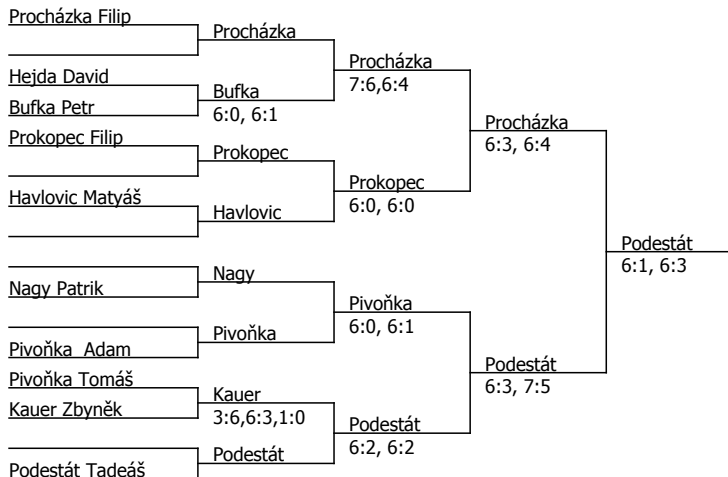 Procházka Filip
Procházka
Hejda David
Bufka Petr
Bufka
6:0, 6:1
Procházka
7:6,6:4
Prokopec Filip
Prokopec
Havlovic Matyáš
Havlovic
Prokopec
6:0, 6:0
Procházka
6:3, 6:4
Nagy Patrik
Nagy
Pivoňka  Adam
Pivoňka
Pivoňka
6:0, 6:1
Pivoňka Tomáš
Kauer Zbyněk
Kauer
3:6,6:3,1:0
Podestát Tadeáš
Podestát
Podestát
6:2, 6:2
Podestát
6:3, 7:5
Podestát
6:1, 6:3